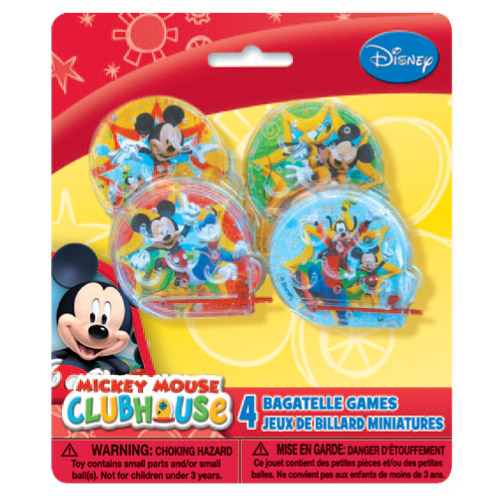 Disney
MICKEY MOUSE
CLUBHOUSE
4 BAGATELLE GAMES
JEUX DE BILLARD MINIATURES
WARNING: CHOKING HAZARD
Toy contains small parts and/or small
ball(s). Not for children under 3 years.
MISE EN GARDE: DANGER D'ÉTOUFFEMENT
Ce jouet contient des petites pièces et/ou des petites
balles. Ne convient pas aux enfants de moins de 3 ans.